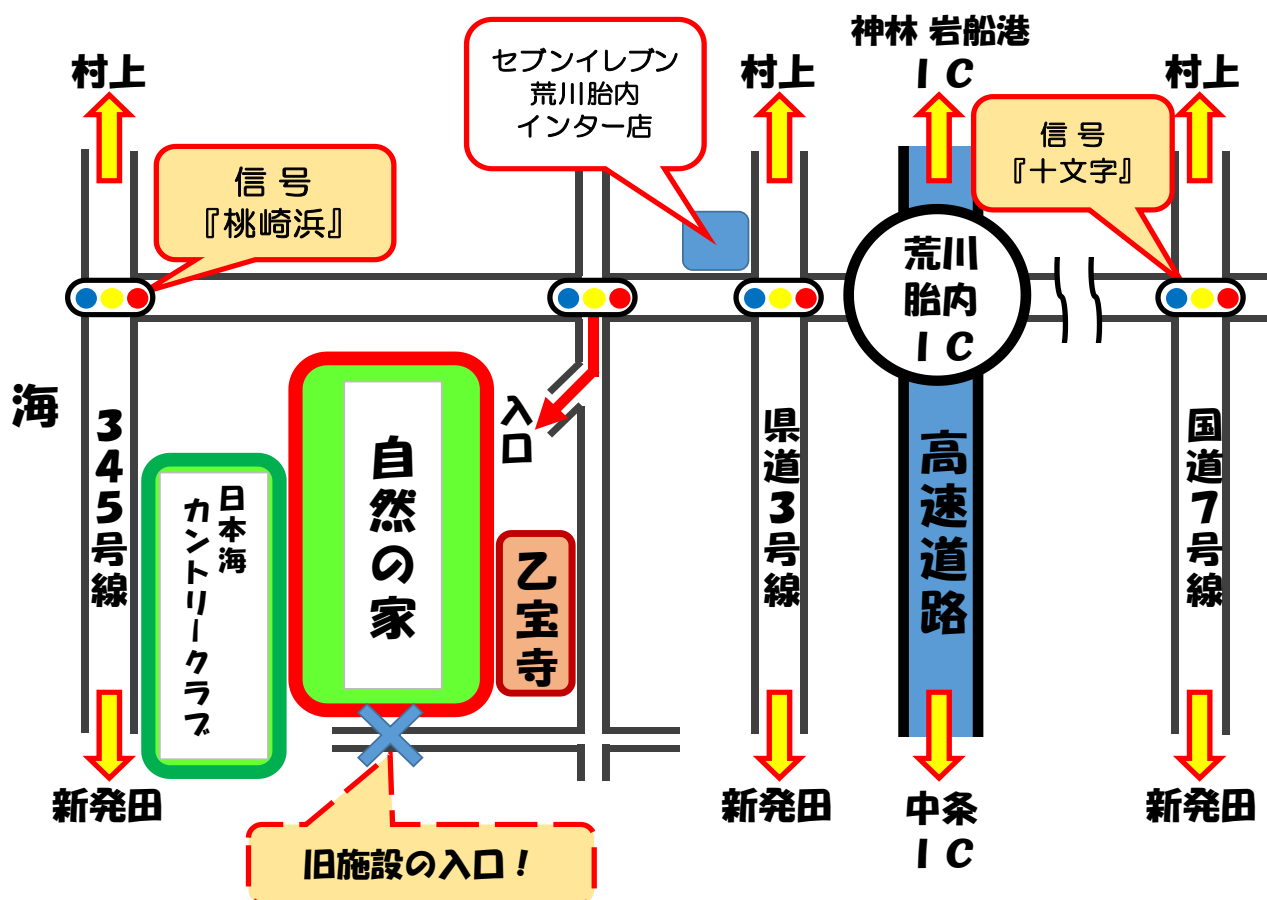 神林 岩船港
ＩＣ
村上
村上
村上
セブンイレブン
荒川胎内
インター店
信 号
『十文字』
信 号
『桃崎浜』
荒川
胎内
ＩＣ
海
345号線
入口
自然の家
日本海
カントリークラブ
乙宝寺
県道3号線
高速道路
国道7号線
新発田
新発田
中条
ＩＣ
新発田
旧施設の入口！